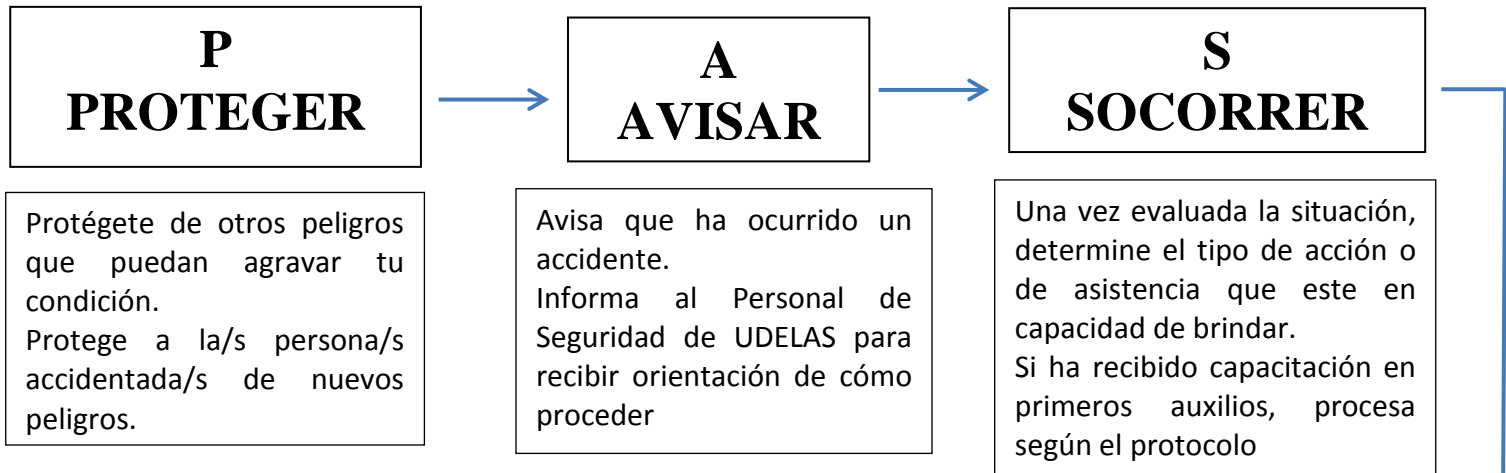 P
PROTEGER
A
AVISAR
S
SOCORRER
Protégete de otros peligros
que puedan agravar tu
condición.
Protege a la/s persona/s
accidentada/s de nuevos
peligros.
Avisa que ha ocurrido un
accidente.
Informa al Personal de
Seguridad de UDELAS para
recibir orientación de cómo
proceder
Una vez evaluada la situación,
determine el tipo de acción o
de asistencia que este en
capacidad de brindar.
Si ha recibido capacitación en
primeros auxilios, procesa
según el protocolo